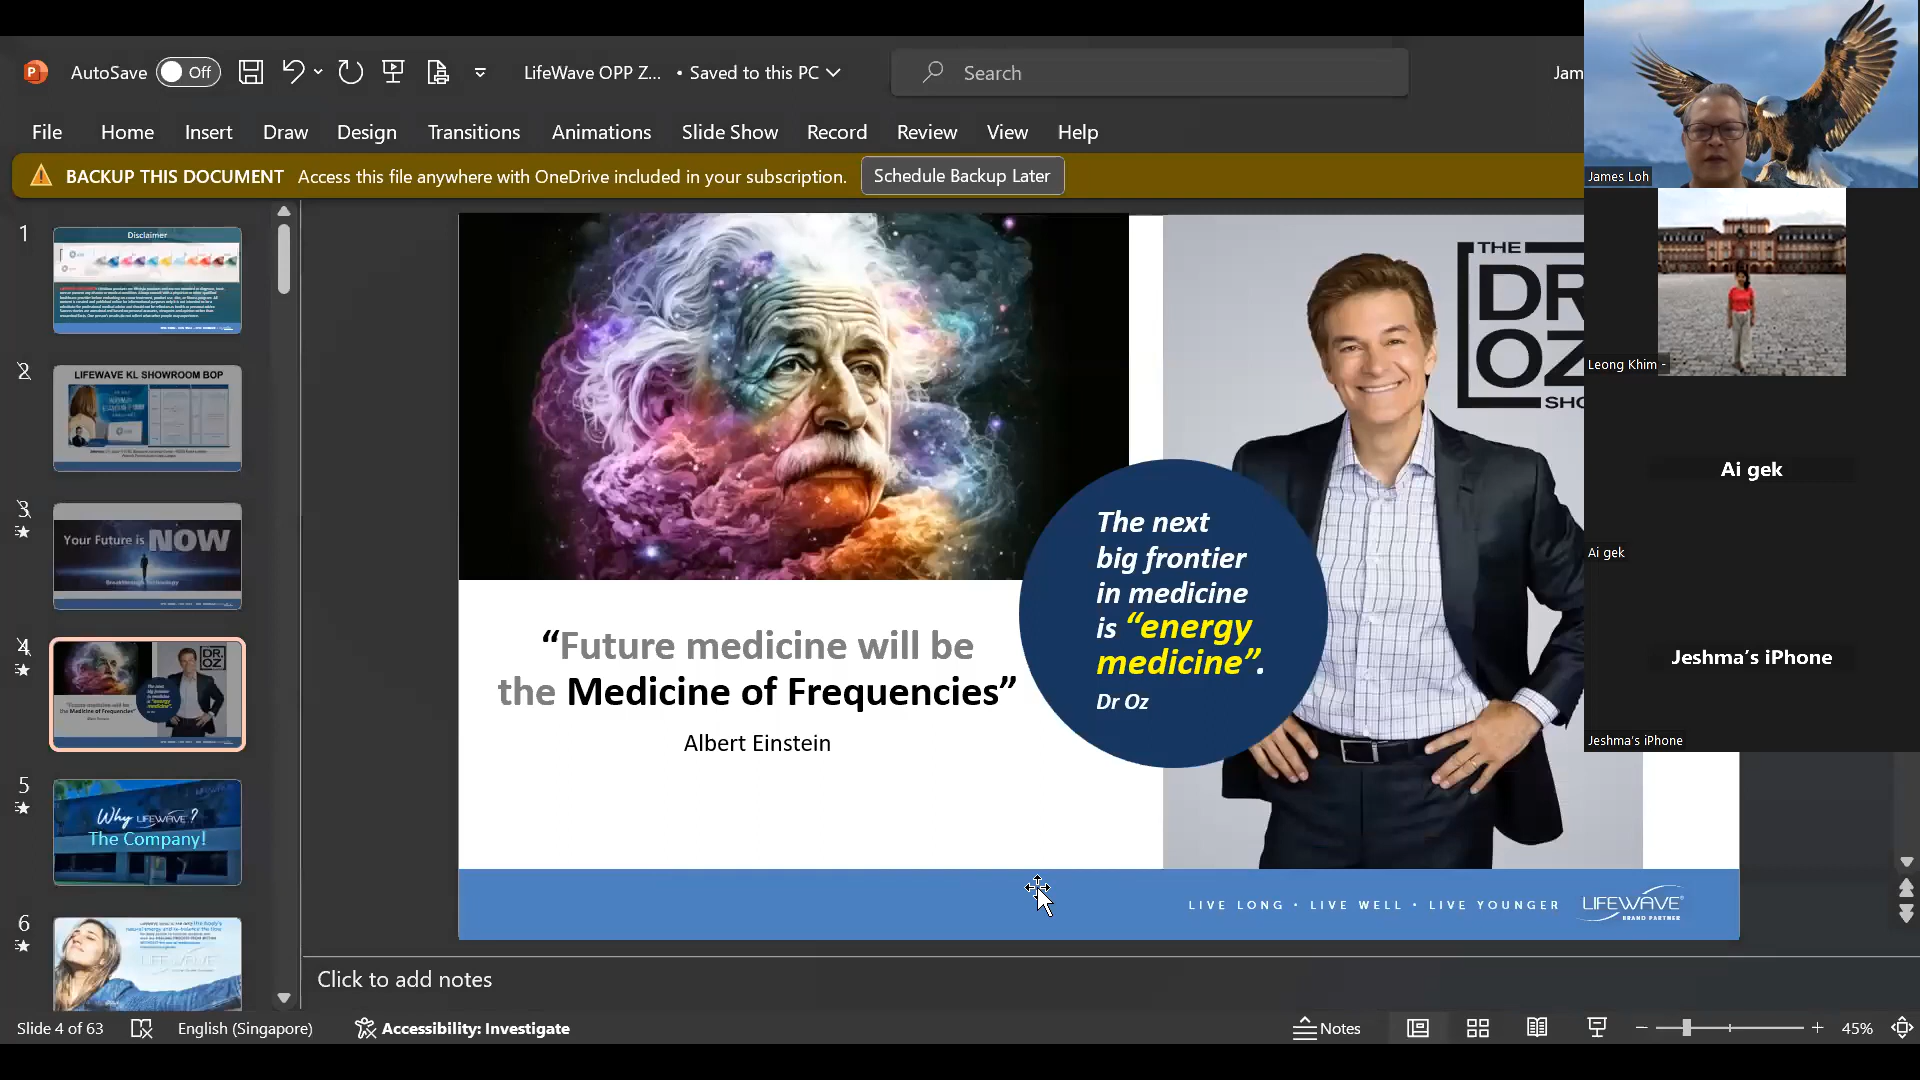 AutoSave Off LifeWave OPP Z... • Saved to this PC Search Jam
File Home Insert Draw Design Transitions Animations Slide Show Record Review View Help
BACKUP THIS DOCUMENT Access this file anywhere with OneDrive included in your subscription. Schedule Backup Later
1
Disclaimer
2
LIFEWAVE KL SHOWROOM BOP
3
Your Future is NOW
Breakthrough Technology
4
5
Why LIFEWAVE?
The Company!
6
THE
DR.
OZ
SHO
The next
big frontier
in medicine
is “energy
medicine”.
Dr Oz
“Future medicine will be
the Medicine of Frequencies”
Albert Einstein
LIVE LONG • LIVE WELL • LIVE YOUNGER LIFEWAVE®
BRAND PARTNER
James Loh
Leong Khim -
Ai gek
Ai gek
Jeshma’s iPhone
Jeshma's iPhone
Click to add notes
Slide 4 of 63 English (Singapore) Accessibility: Investigate Notes 45%